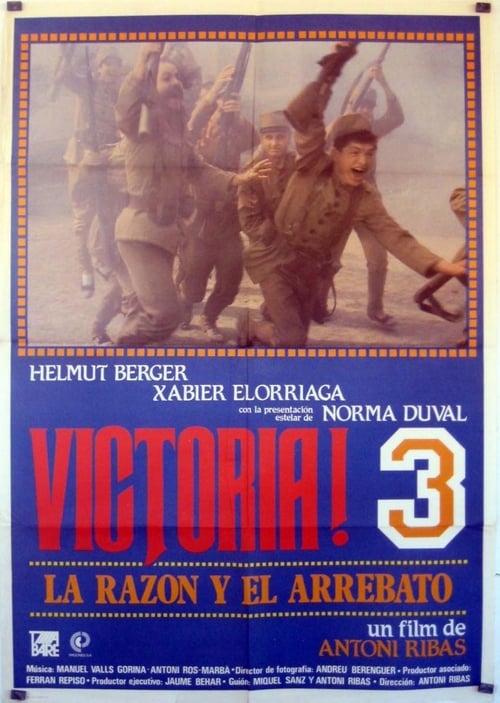 HELMUT BERGER
XABIER ELORRIAGA
con la presentación
estelar de
NORMA DUVAL
VICTORIA! 3
LA RAZON Y EL ARREBATO
un film de
ANTONI RIBAS
Música: MANUEL VALLS GORINA · ANTONI ROS-MARBÁ · Director de fotografía: ANDREU BERENGUER · Productor asociado:
FERRAN REPISO · Productor ejecutivo: JAUME BEHAR · Guión: MIQUEL SANZ Y ANTONI RIBAS · Dirección: ANTONI RIBAS